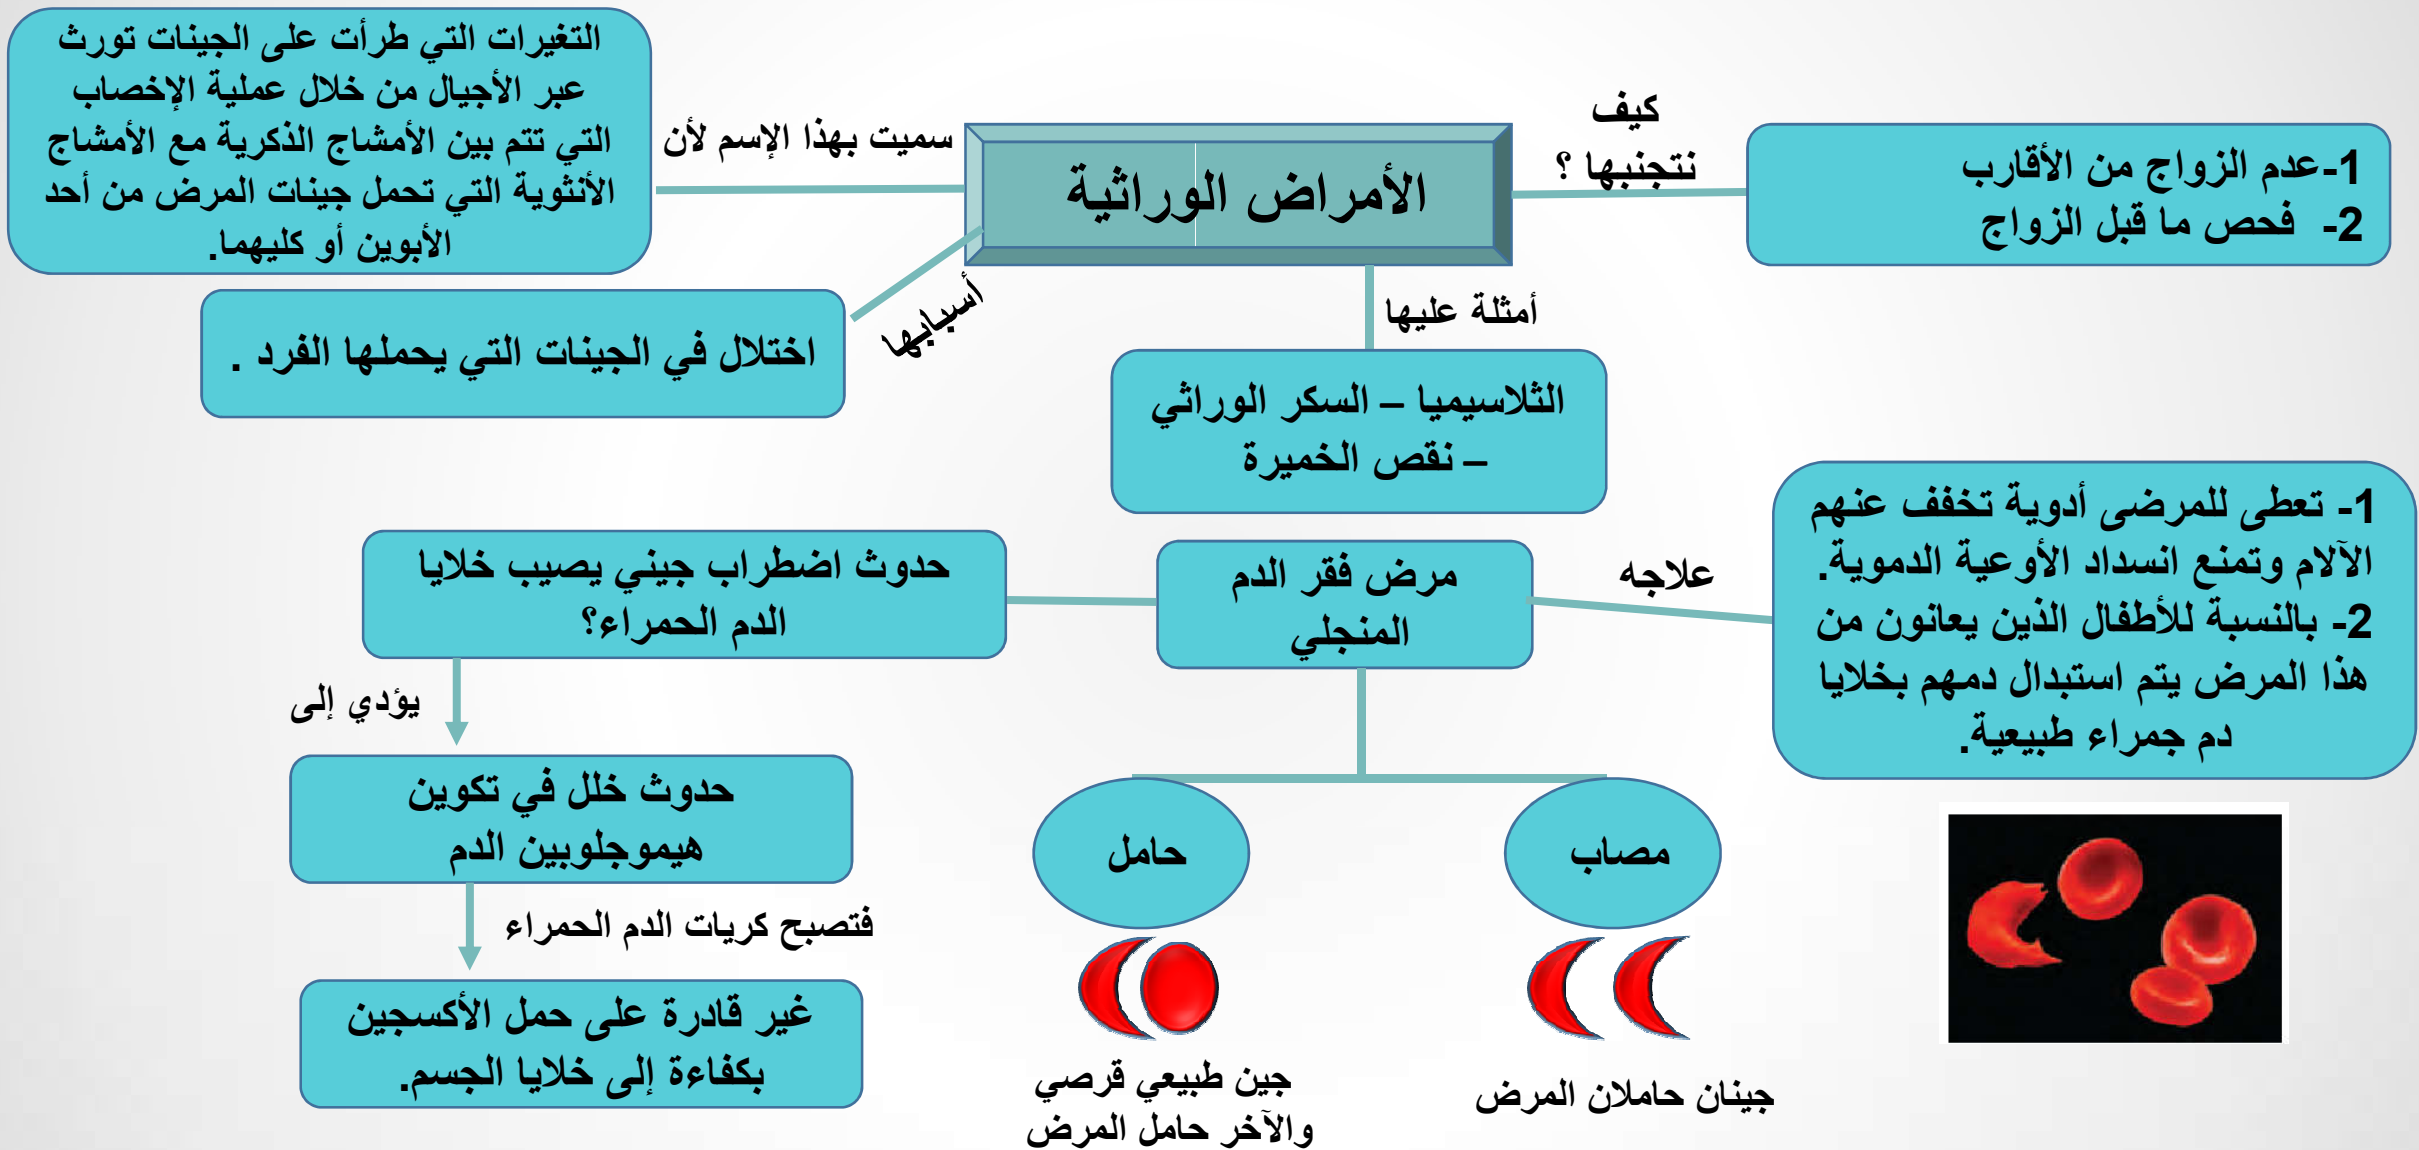 الأمراض الوراثية
كيف
نتجنبها ؟
1-عدم الزواج من الأقارب
2- فحص ما قبل الزواج
سميت بهذا الإسم لأن
التغيرات التي طرأت على الجينات تورث
عبر الأجيال من خلال عملية الإخصاب
التي تتم بين الأمشاج الذكرية مع الأمشاج
الأنثوية التي تحمل جينات المرض من أحد
الأبوين أو كليهما.
أسبابها
اختلال في الجينات التي يحملها الفرد .
أمثلة عليها
الثلاسيميا – السكر الوراثي
– نقص الخميرة
مرض فقر الدم
المنجلي
علاجه
1- تعطى للمرضى أدوية تخفف عنهم
الآلام وتمنع انسداد الأوعية الدموية.
2- بالنسبة للأطفال الذين يعانون من
هذا المرض يتم استبدال دمهم بخلايا
دم جمراء طبيعية.
حدوث اضطراب جيني يصيب خلايا
الدم الحمراء؟
يؤدي إلى
حدوث خلل في تكوين
هيموجلوبين الدم
فتصبح كريات الدم الحمراء
غير قادرة على حمل الأكسجين
بكفاءة إلى خلايا الجسم.
مصاب
جينان حاملان المرض
حامل
جين طبيعي قرصي
والآخر حامل المرض